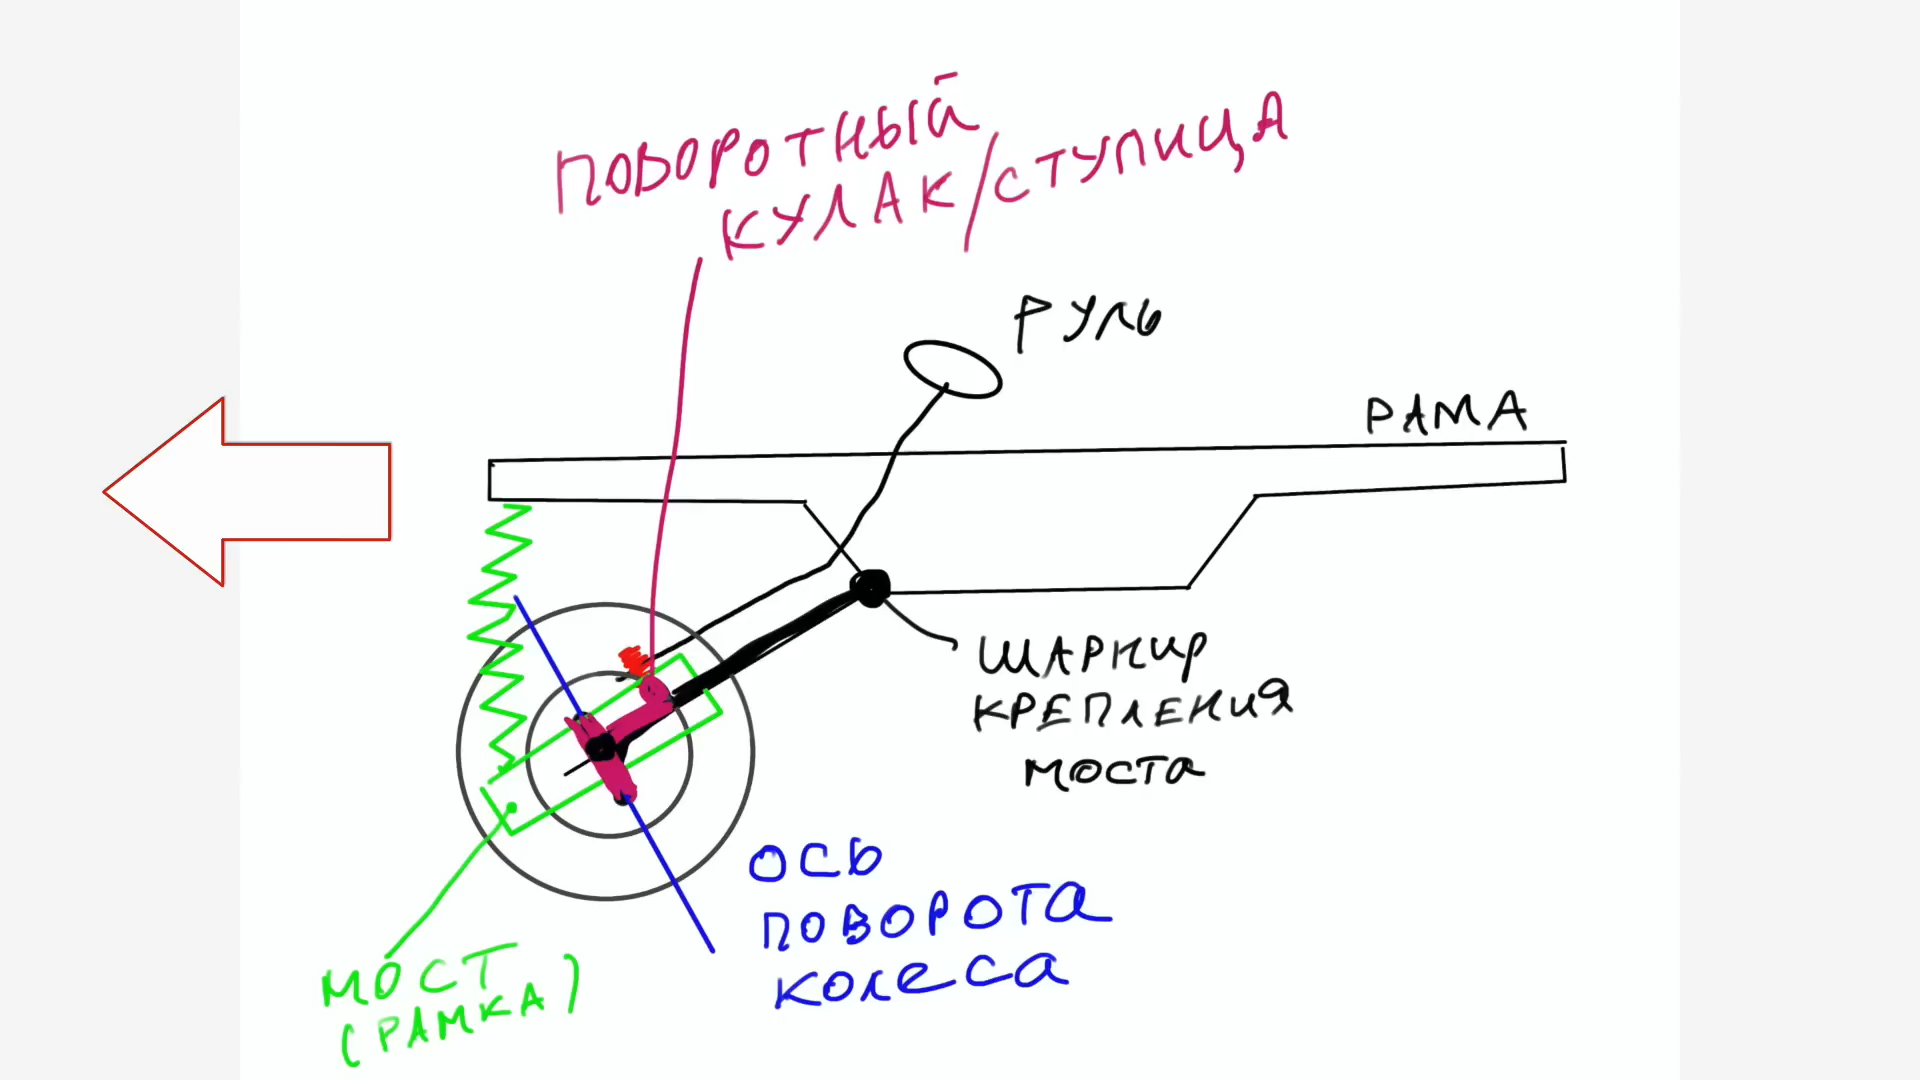 ПОВОРОТНЫЙ
КУЛАК/СТУПИЦА
РУЛЬ
РАМА
ШАРНИР
КРЕПЛЕНИЯ
МОСТА
ОСЬ
ПОВОРОТА
КОЛЕСА
МОСТ
(РАМКА)